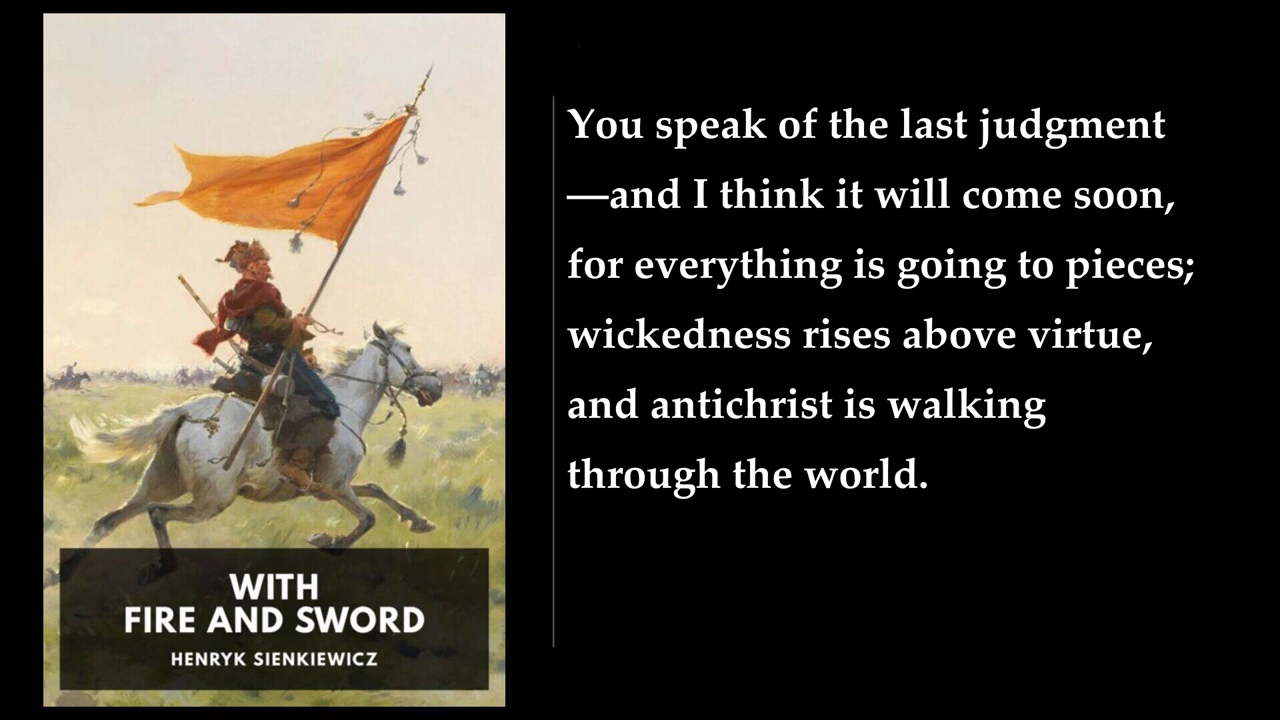 WITH
FIRE AND SWORD
HENRYK SIENKIEWICZ
You speak of the last judgment
—and I think it will come soon,
for everything is going to pieces;
wickedness rises above virtue,
and antichrist is walking
through the world.